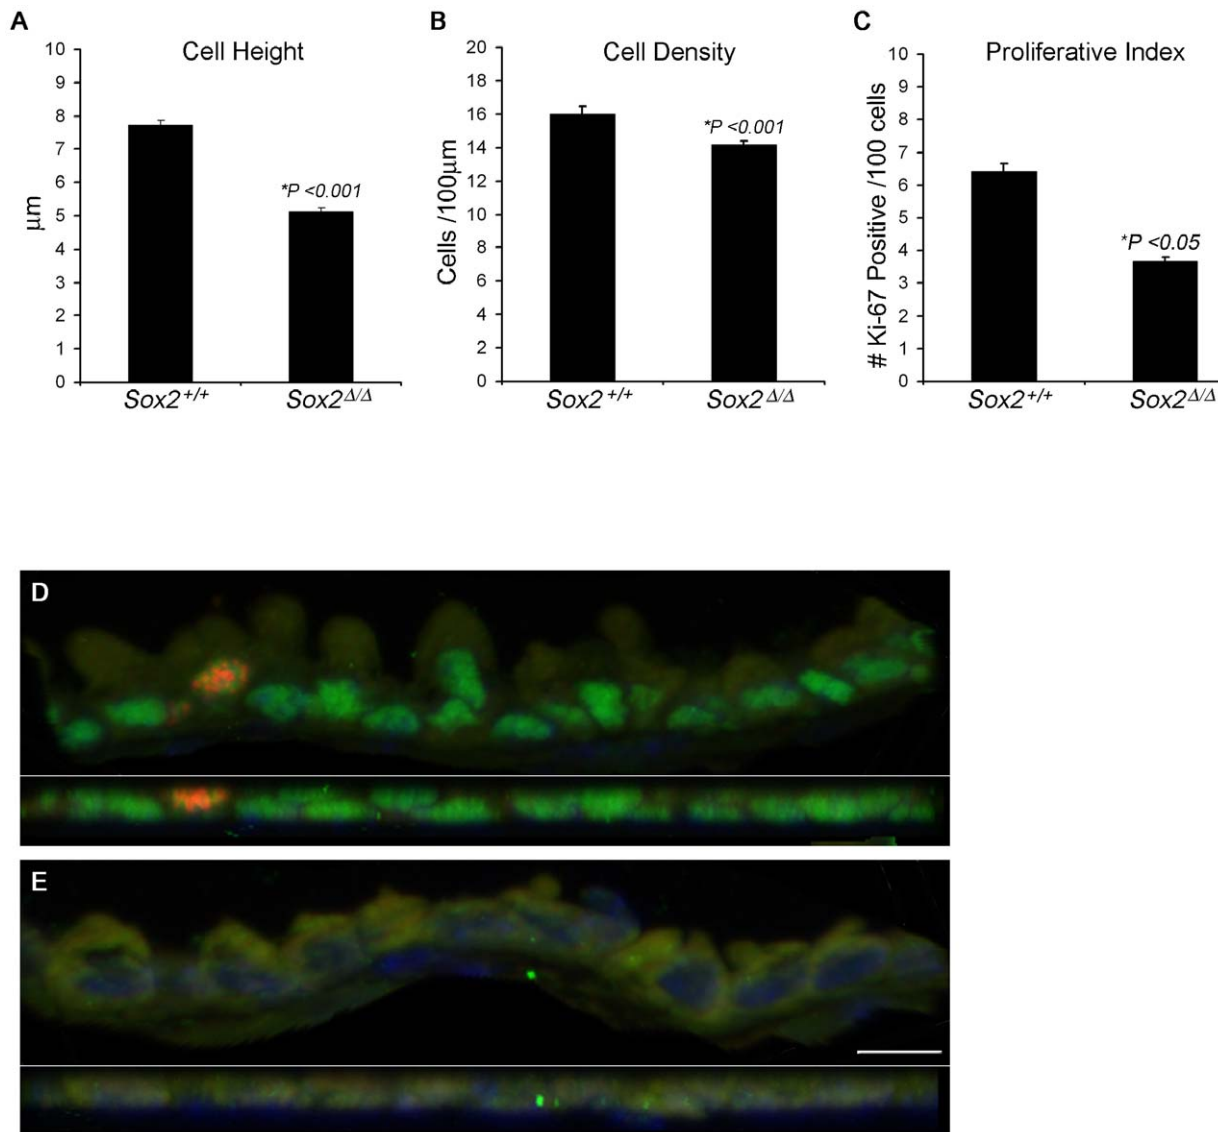 A
Cell Height
10
9
8
7
6
5
4
3
2
1
0
µm
*P <0.001
Sox2+/+
Sox2Δ/Δ
B
Cell Density
20
18
16
14
12
10
8
6
4
2
0
Cells /100µm
*P <0.001
Sox2+/+
Sox2Δ/Δ
C
Proliferative Index
10
9
8
7
6
5
4
3
2
1
0
# Ki-67 Positive /100 cells
*P <0.05
Sox2+/+
Sox2Δ/Δ
D
E